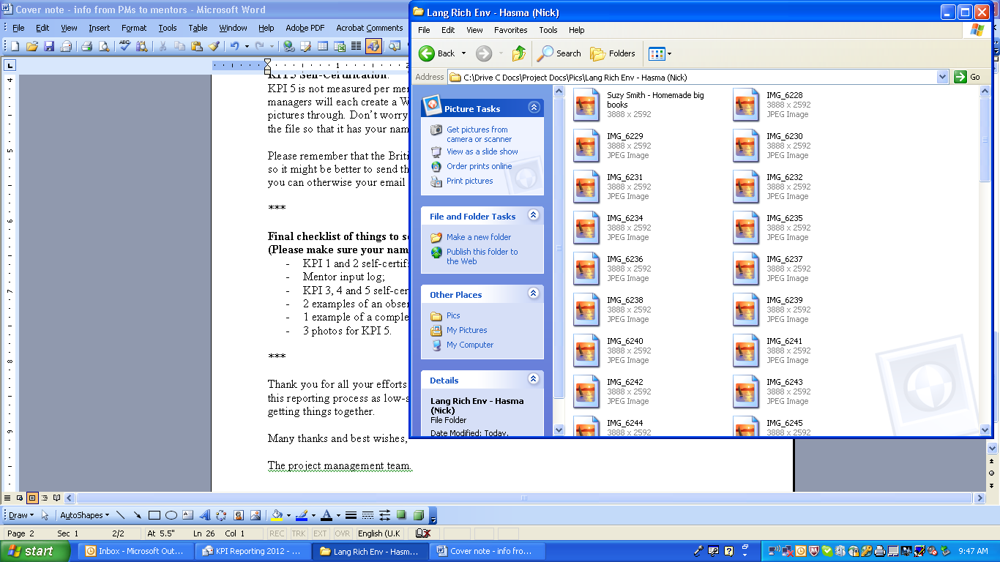 Cover note - info from PMs to mentors - Microsoft Word
File Edit View Insert Format Tools Table Window Help Adobe PDF Acrobat Comments
KPI 5 Self-Certification.
KPI 5 is not measured per
managers will each create a
pictures through. Don't worry
the file so that it has your
Please remember that the
so it might be better to send
you can otherwise your email
***
Final checklist of things to
(Please make sure your
- KPI 1 and 2
- Mentor input log;
- KPI 3, 4 and 5
- 2 examples of an
- 1 example of a
- 3 photos for KPI 5.
***
Thank you for all your efforts
this reporting process as
getting things together.
Many thanks and best wishes,
The project management team
Draw AutoShapes
Page 2 Sec 1 2/2 At 5.5" Ln 26 Col 1 REC TRK EXT OVR English (U.K
Lang Rich Env - Hasma (Nick)
File Edit View Favorites Tools Help
Back Search Folders
Address C:\Drive C Docs\Project Docs\Pics\Lang Rich Env - Hasma (Nick) Go
Picture Tasks
Get pictures from
camera or scanner
View as a slide show
Order prints online
Print pictures
File and Folder Tasks
Make a new folder
Publish this folder to
the Web
Other Places
Pics
My Pictures
My Computer
Details
Lang Rich Env - Hasma
(Nick)
File Folder
Date Modified: Today,
Suzy Smith - Homemade big
books
3888 x 2592
IMG_6228
3888 x 2592
JPEG Image
IMG_6229
3888 x 2592
JPEG Image
IMG_6230
3888 x 2592
JPEG Image
IMG_6231
3888 x 2592
JPEG Image
IMG_6232
3888 x 2592
JPEG Image
IMG_6234
3888 x 2592
JPEG Image
IMG_6235
3888 x 2592
JPEG Image
IMG_6236
3888 x 2592
JPEG Image
IMG_6237
3888 x 2592
JPEG Image
IMG_6238
3888 x 2592
JPEG Image
IMG_6239
3888 x 2592
JPEG Image
IMG_6240
3888 x 2592
JPEG Image
IMG_6241
3888 x 2592
JPEG Image
IMG_6242
3888 x 2592
JPEG Image
IMG_6243
3888 x 2592
JPEG Image
IMG_6244
3888 x 2592
IMG_6245
3888 x 2592
start Inbox - Microsoft Out... KPI Reporting 2012 - ... Lang Rich Env - Hasm... Cover note - info fro... 9:47 AM